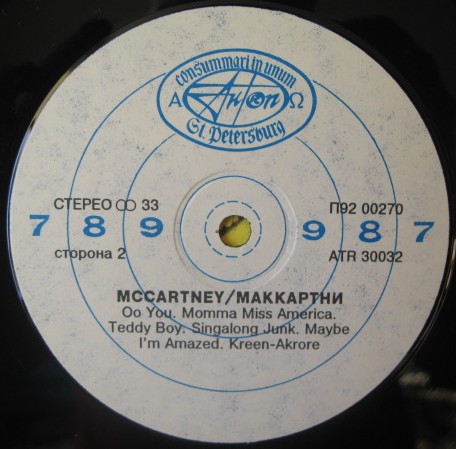 consummari in unum
А Антроп Ω
St. Petersburg
СТЕРЕО 33 П92 00270
7 8 9 9 8 7
сторона 2 ATR 30032
MCCARTNEY/МАККАРТНИ
Oo You. Momma Miss America.
Teddy Boy. Singalong Junk. Maybe
I'm Amazed. Kreen-Akrore